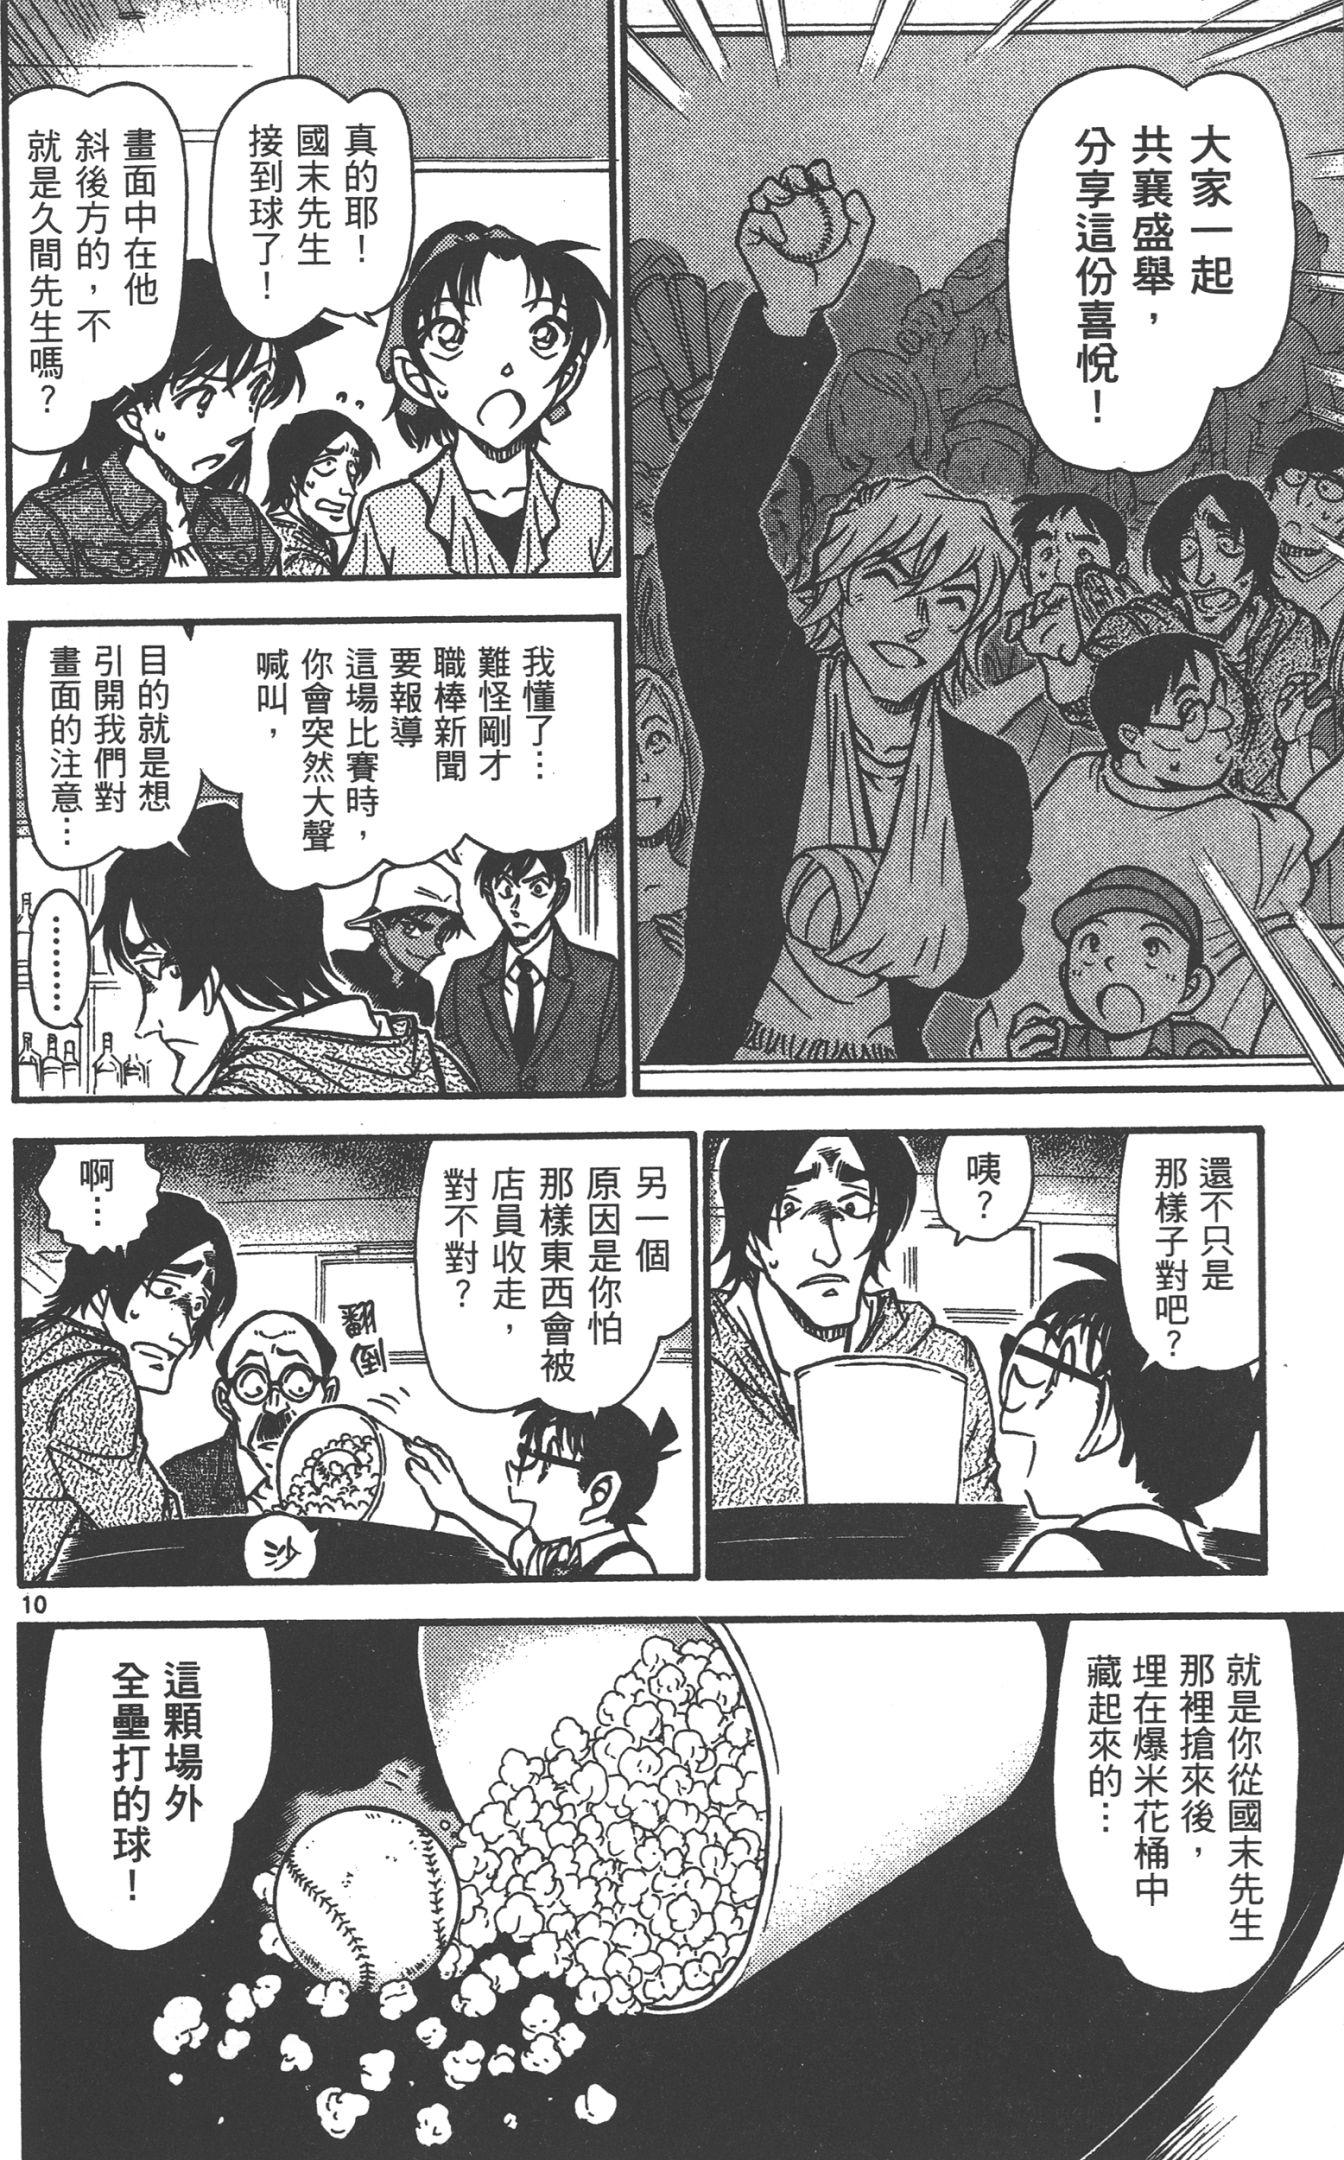 大家一起
共襄盛舉，
分享這份喜悅！
真的耶！
國末先生
接到球了！
畫面中在他
斜後方的，不
就是久間先生嗎？
我懂了…
難怪剛才
職棒新聞
要報導
這場比賽時，
你會突然大聲
喊叫，
目的就是想
引開我們對
畫面的注意…
………
還不只是
那樣子對吧？
咦？
另一個
原因是你怕
那樣東西會被
店員收走，
對不對？
翻倒
啊…
沙
10
就是你從國末先生
那裡搶來後，
埋在爆米花桶中
藏起來的…
這顆場外
全壘打的球！